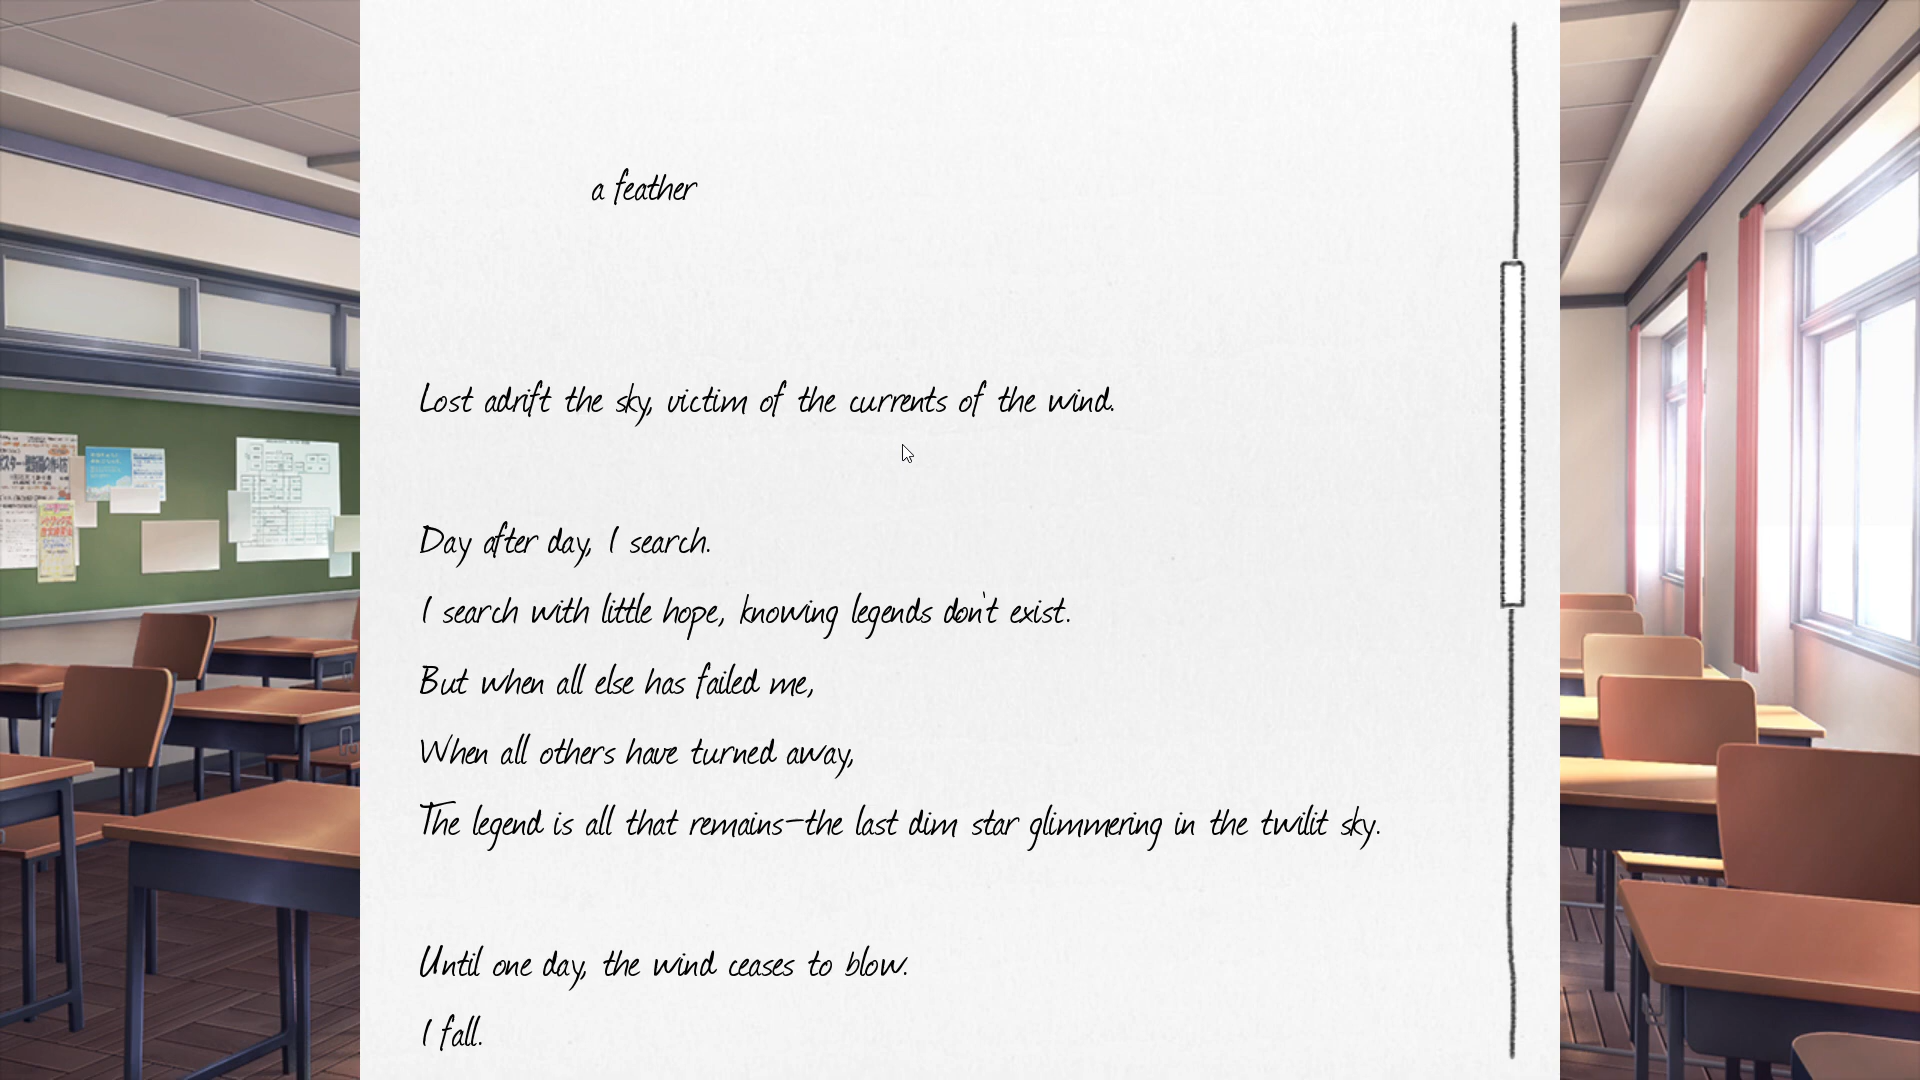 a feather
Lost adrift the sky, victim of the currents of the wind.
Day after day, I search.
I search with little hope, knowing legends don't exist.
But when all else has failed me,
When all others have turned away,
The legend is all that remains—the last dim star glimmering in the twilit sky.
Until one day, the wind ceases to blow.
I fall.